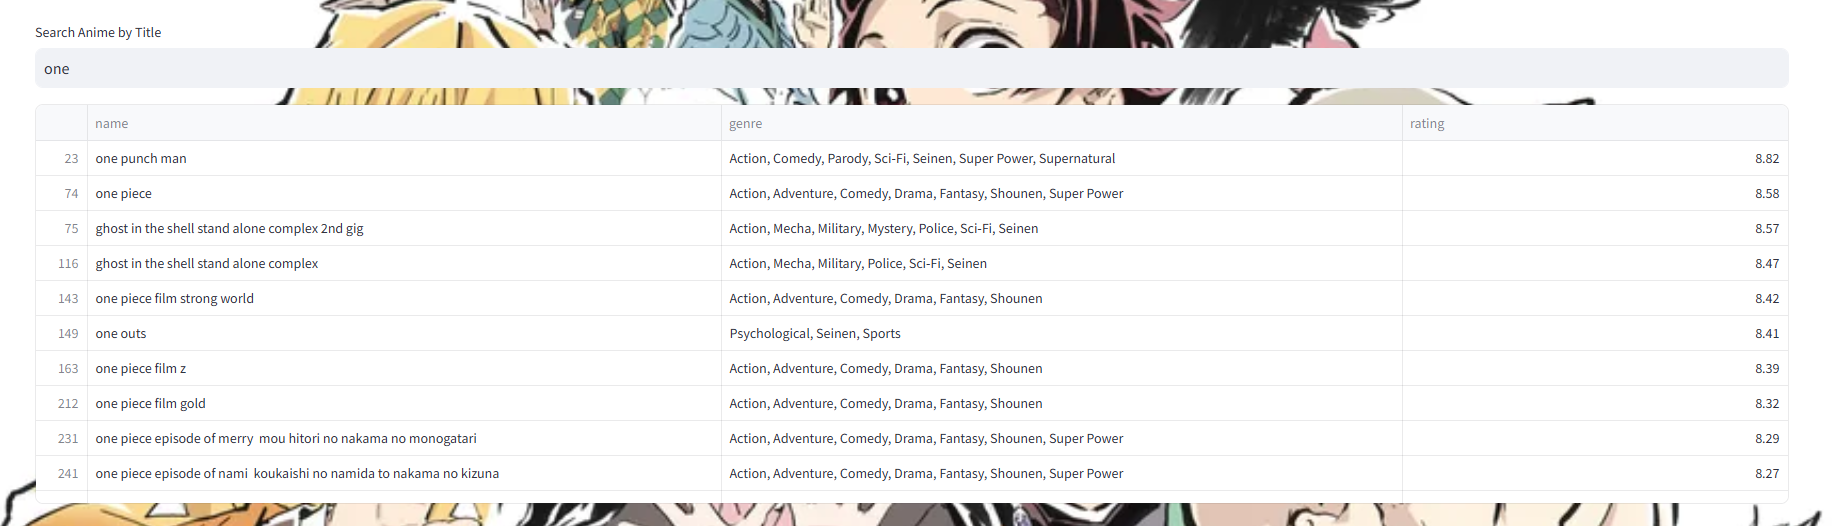 Search Anime by Title
one
name genre rating
23 one punch man Action, Comedy, Parody, Sci-Fi, Seinen, Super Power, Supernatural 8.82
74 one piece Action, Adventure, Comedy, Drama, Fantasy, Shounen, Super Power 8.58
75 ghost in the shell stand alone complex 2nd gig Action, Mecha, Military, Mystery, Police, Sci-Fi, Seinen 8.57
116 ghost in the shell stand alone complex Action, Mecha, Military, Police, Sci-Fi, Seinen 8.47
143 one piece film strong world Action, Adventure, Comedy, Drama, Fantasy, Shounen 8.42
149 one outs Psychological, Seinen, Sports 8.41
163 one piece film z Action, Adventure, Comedy, Drama, Fantasy, Shounen 8.39
212 one piece film gold Action, Adventure, Comedy, Drama, Fantasy, Shounen 8.32
231 one piece episode of merry  mou hitori no nakama no monogatari Action, Adventure, Comedy, Drama, Fantasy, Shounen, Super Power 8.29
241 one piece episode of nami  koukaishi no namida to nakama no kizuna Action, Adventure, Comedy, Drama, Fantasy, Shounen, Super Power 8.27